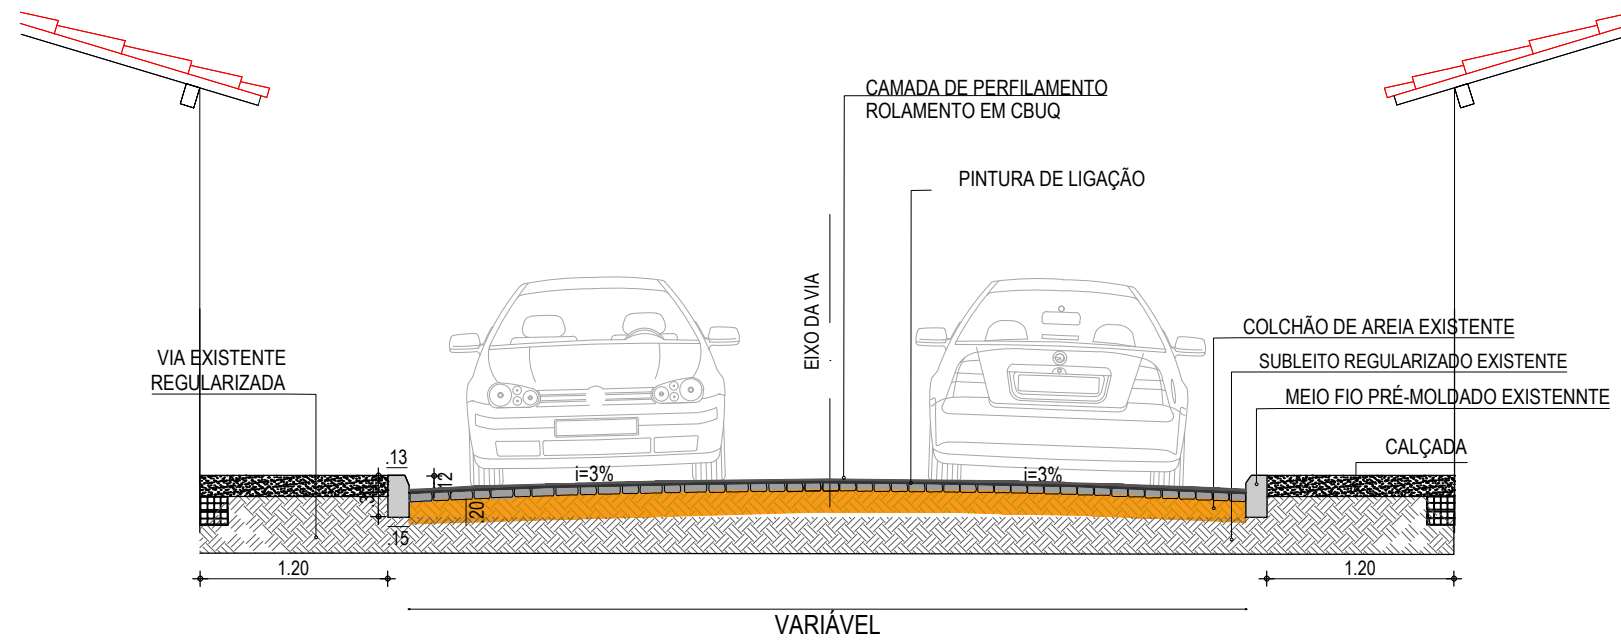 CAMADA DE PERFILAMENTO
ROLAMENTO EM CBUQ
PINTURA DE LIGAÇÃO
EIXO DA VIA
COLCHÃO DE AREIA EXISTENTE
VIA EXISTENTE
REGULARIZADA
SUBLEITO REGULARIZADO EXISTENTE
MEIO FIO PRÉ-MOLDADO EXISTENNTE
CALÇADA
.13
.12
i=3%
i=3%
.20
.15
1.20
1.20
VARIÁVEL